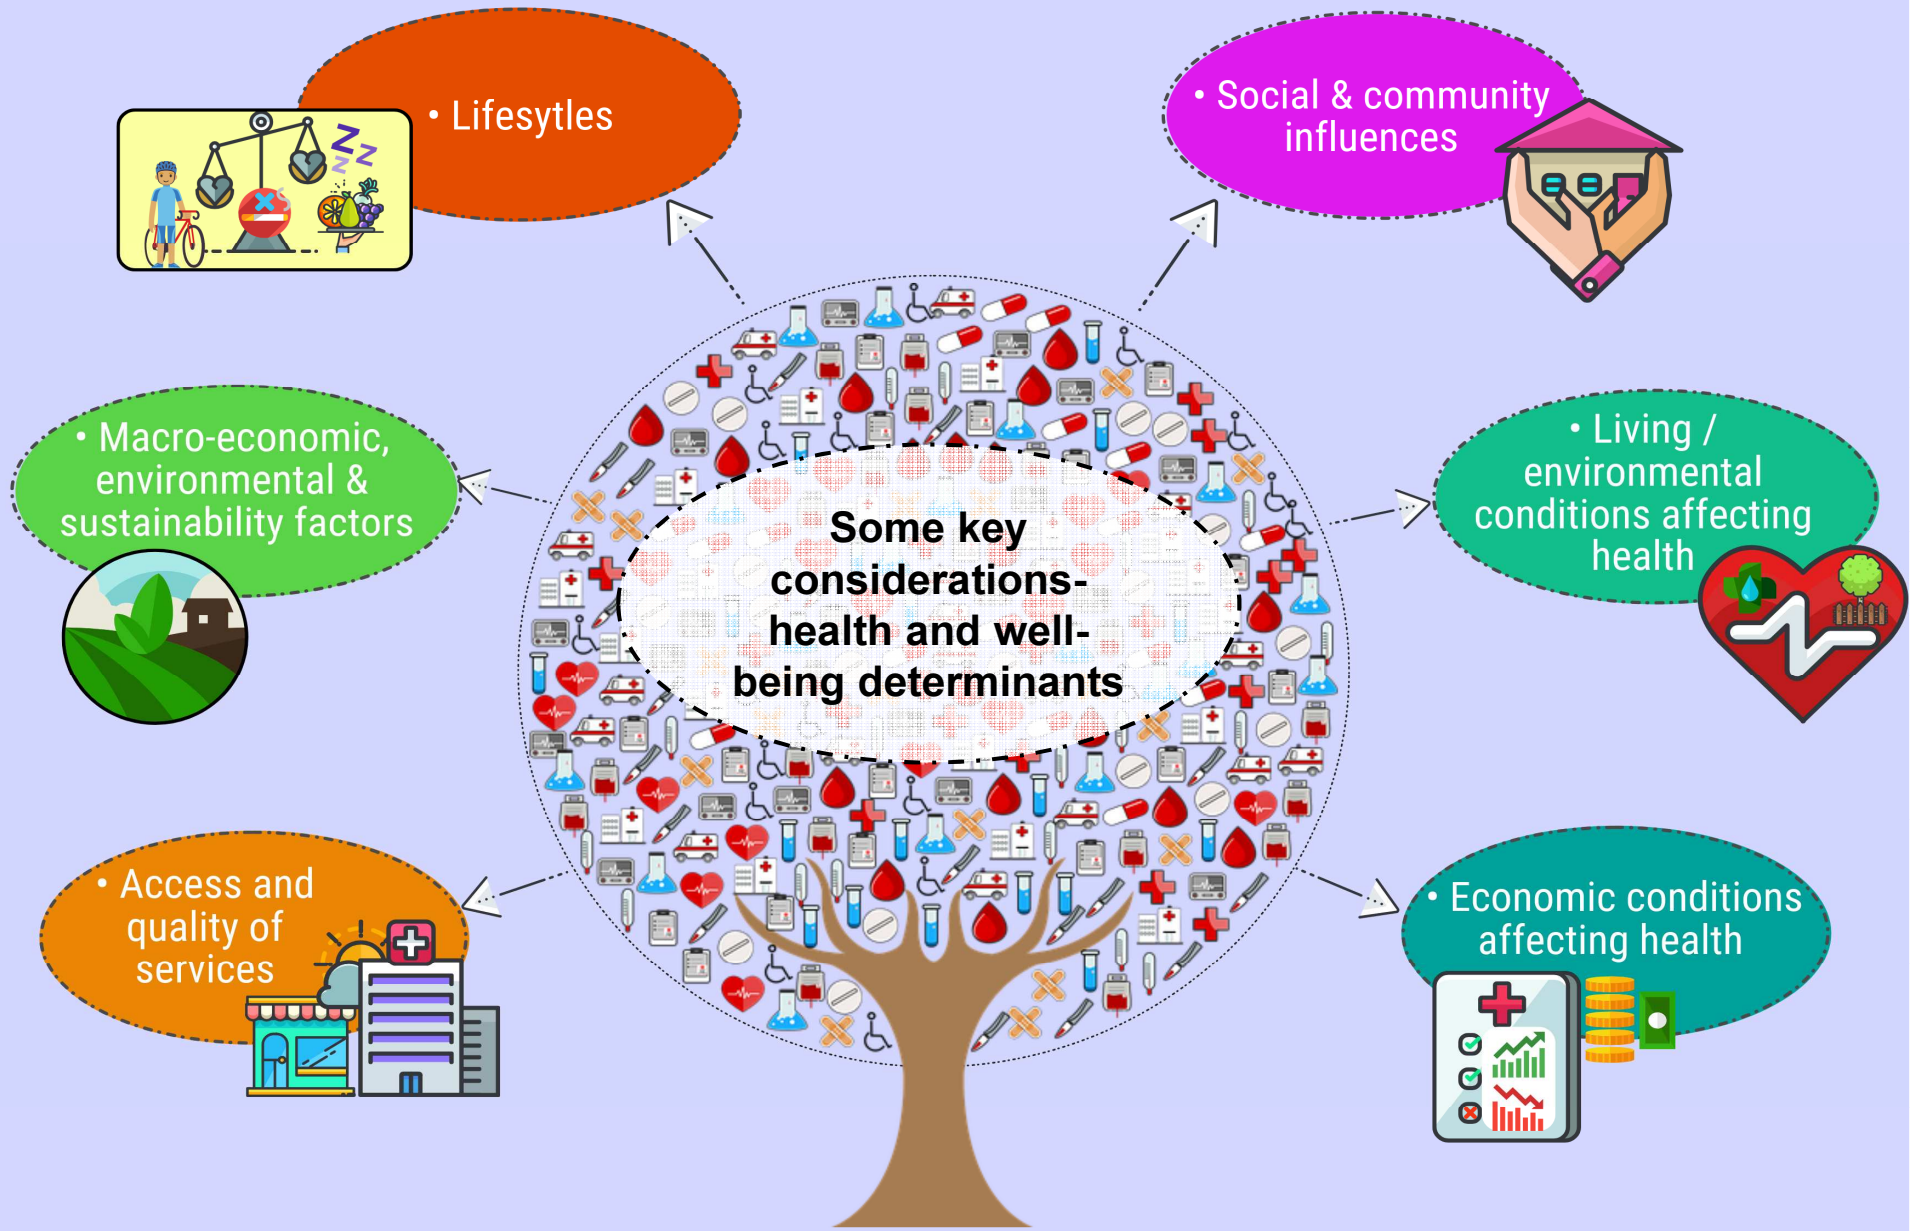 • Lifesytles
• Social & community
influences
• Macro-economic,
environmental &
sustainability factors
Some key
considerations-
health and well-
being determinants
• Living /
environmental
conditions affecting
health
• Access and
quality of
services
• Economic conditions
affecting health
Z
Z
Z